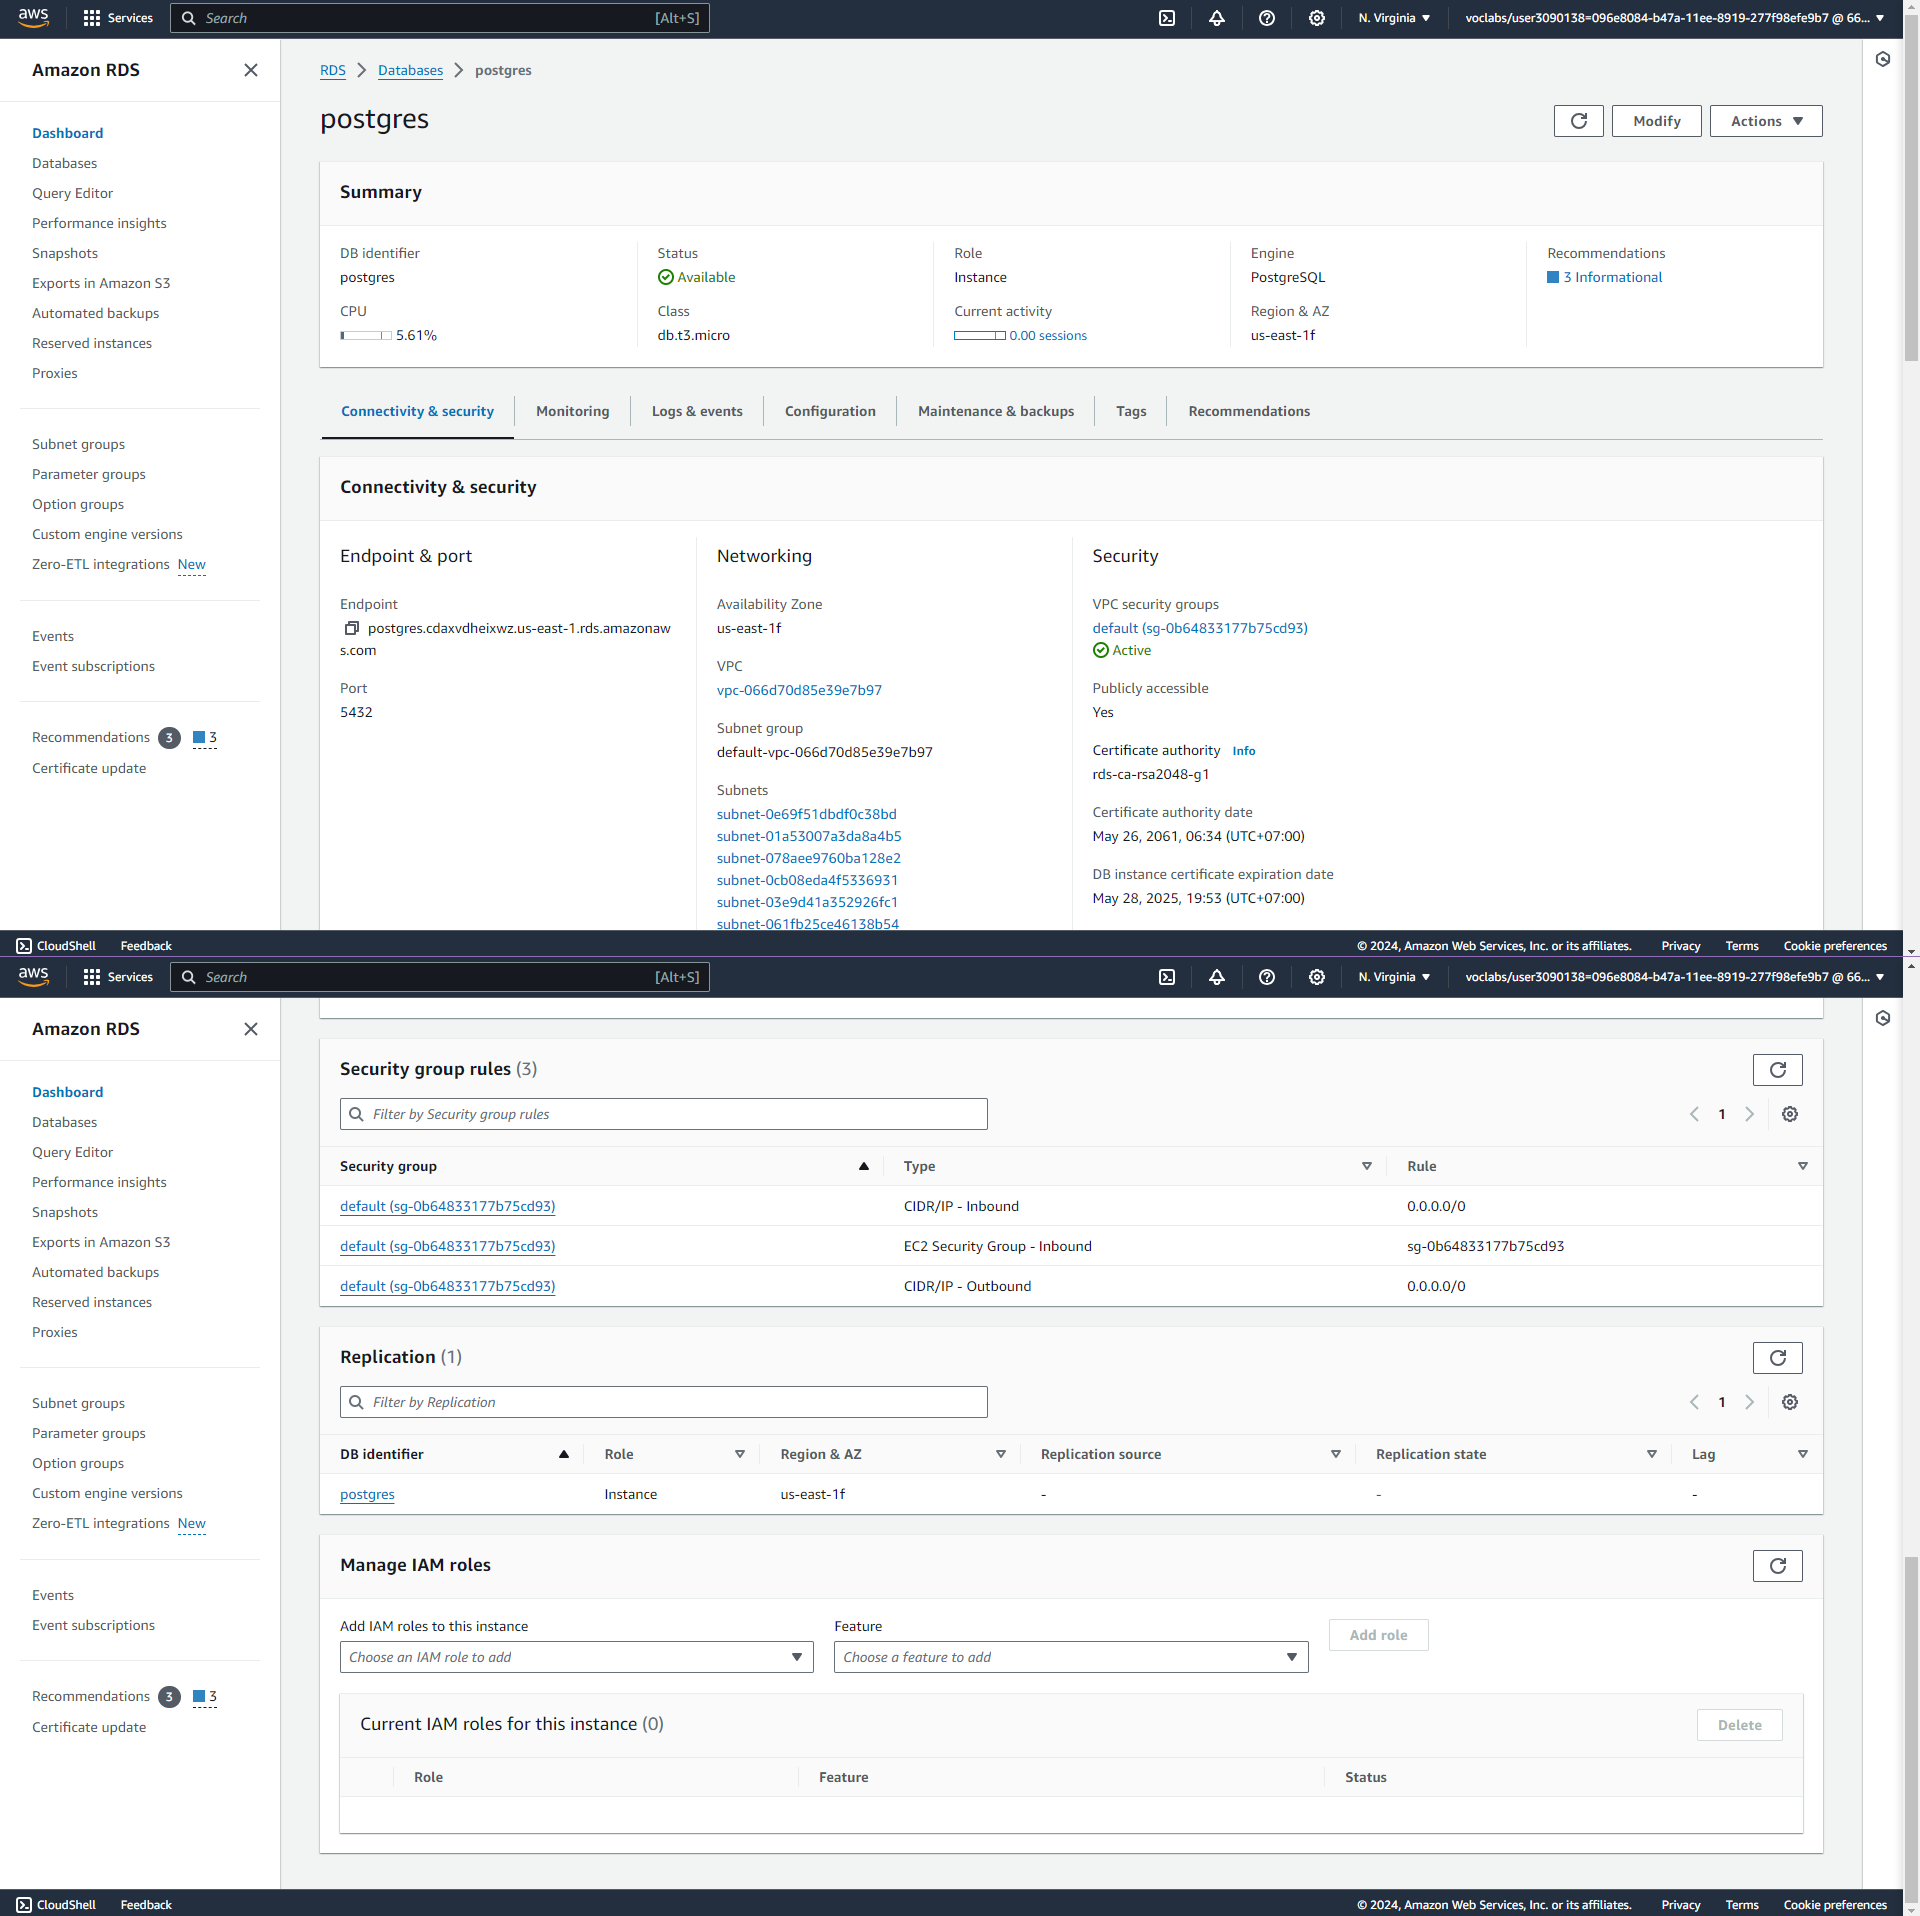 aws
Services
Search [Alt+S]
N. Virginia
voclabs/user3090138=096e8084-b47a-11ee-8919-277f98efe9b7 @ 66...
Amazon RDS
Dashboard
Databases
Query Editor
Performance insights
Snapshots
Exports in Amazon S3
Automated backups
Reserved instances
Proxies
Subnet groups
Parameter groups
Option groups
Custom engine versions
Zero-ETL integrations New
Events
Event subscriptions
Recommendations 3 3
Certificate update
RDS Databases postgres
postgres
Modify
Actions
Summary
DB identifier
postgres
CPU
5.61%
Status
Available
Class
db.t3.micro
Role
Instance
Current activity
0.00 sessions
Engine
PostgreSQL
Region & AZ
us-east-1f
Recommendations
3 Informational
Connectivity & security
Monitoring
Logs & events
Configuration
Maintenance & backups
Tags
Recommendations
Connectivity & security
Endpoint & port
Endpoint
postgres.cdaxvdheixwz.us-east-1.rds.amazonaw
s.com
Port
5432
Networking
Availability Zone
us-east-1f
VPC
vpc-066d70d85e39e7b97
Subnet group
default-vpc-066d70d85e39e7b97
Subnets
subnet-0e69f51dbdf0c38bd
subnet-01a53007a3da8a4b5
subnet-078aee9760ba128e2
subnet-0cb08eda4f5336931
subnet-03e9d41a352926fc1
subnet-061fb25ce46138b54
Security
VPC security groups
default (sg-0b64833177b75cd93)
Active
Publicly accessible
Yes
Certificate authority Info
rds-ca-rsa2048-g1
Certificate authority date
May 26, 2061, 06:34 (UTC+07:00)
DB instance certificate expiration date
May 28, 2025, 19:53 (UTC+07:00)
CloudShell Feedback
© 2024, Amazon Web Services, Inc. or its affiliates. Privacy Terms Cookie preferences
aws
Services
Search [Alt+S]
N. Virginia
voclabs/user3090138=096e8084-b47a-11ee-8919-277f98efe9b7 @ 66...
Amazon RDS
Dashboard
Databases
Query Editor
Performance insights
Snapshots
Exports in Amazon S3
Automated backups
Reserved instances
Proxies
Subnet groups
Parameter groups
Option groups
Custom engine versions
Zero-ETL integrations New
Events
Event subscriptions
Recommendations 3 3
Certificate update
Security group rules (3)
Filter by Security group rules
1
Security group Type Rule
default (sg-0b64833177b75cd93) CIDR/IP - Inbound 0.0.0.0/0
default (sg-0b64833177b75cd93) EC2 Security Group - Inbound sg-0b64833177b75cd93
default (sg-0b64833177b75cd93) CIDR/IP - Outbound 0.0.0.0/0
Replication (1)
Filter by Replication
1
DB identifier Role Region & AZ Replication source Replication state Lag
postgres Instance us-east-1f - - -
Manage IAM roles
Add IAM roles to this instance
Choose an IAM role to add
Feature
Choose a feature to add
Add role
Current IAM roles for this instance (0)
Delete
Role Feature Status
CloudShell Feedback
© 2024, Amazon Web Services, Inc. or its affiliates. Privacy Terms Cookie preferences